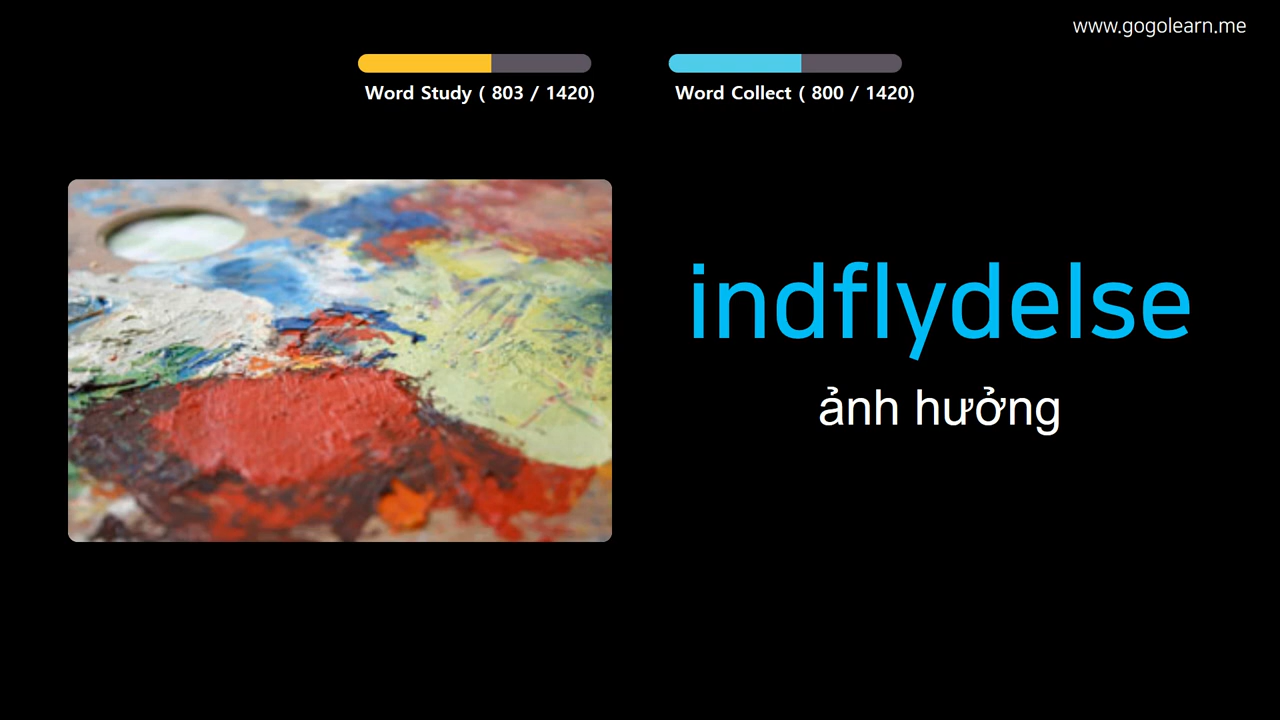 www.gogolearn.me
Word Study ( 803 / 1420)
Word Collect ( 800 / 1420)
indflydelse
ảnh hưởng